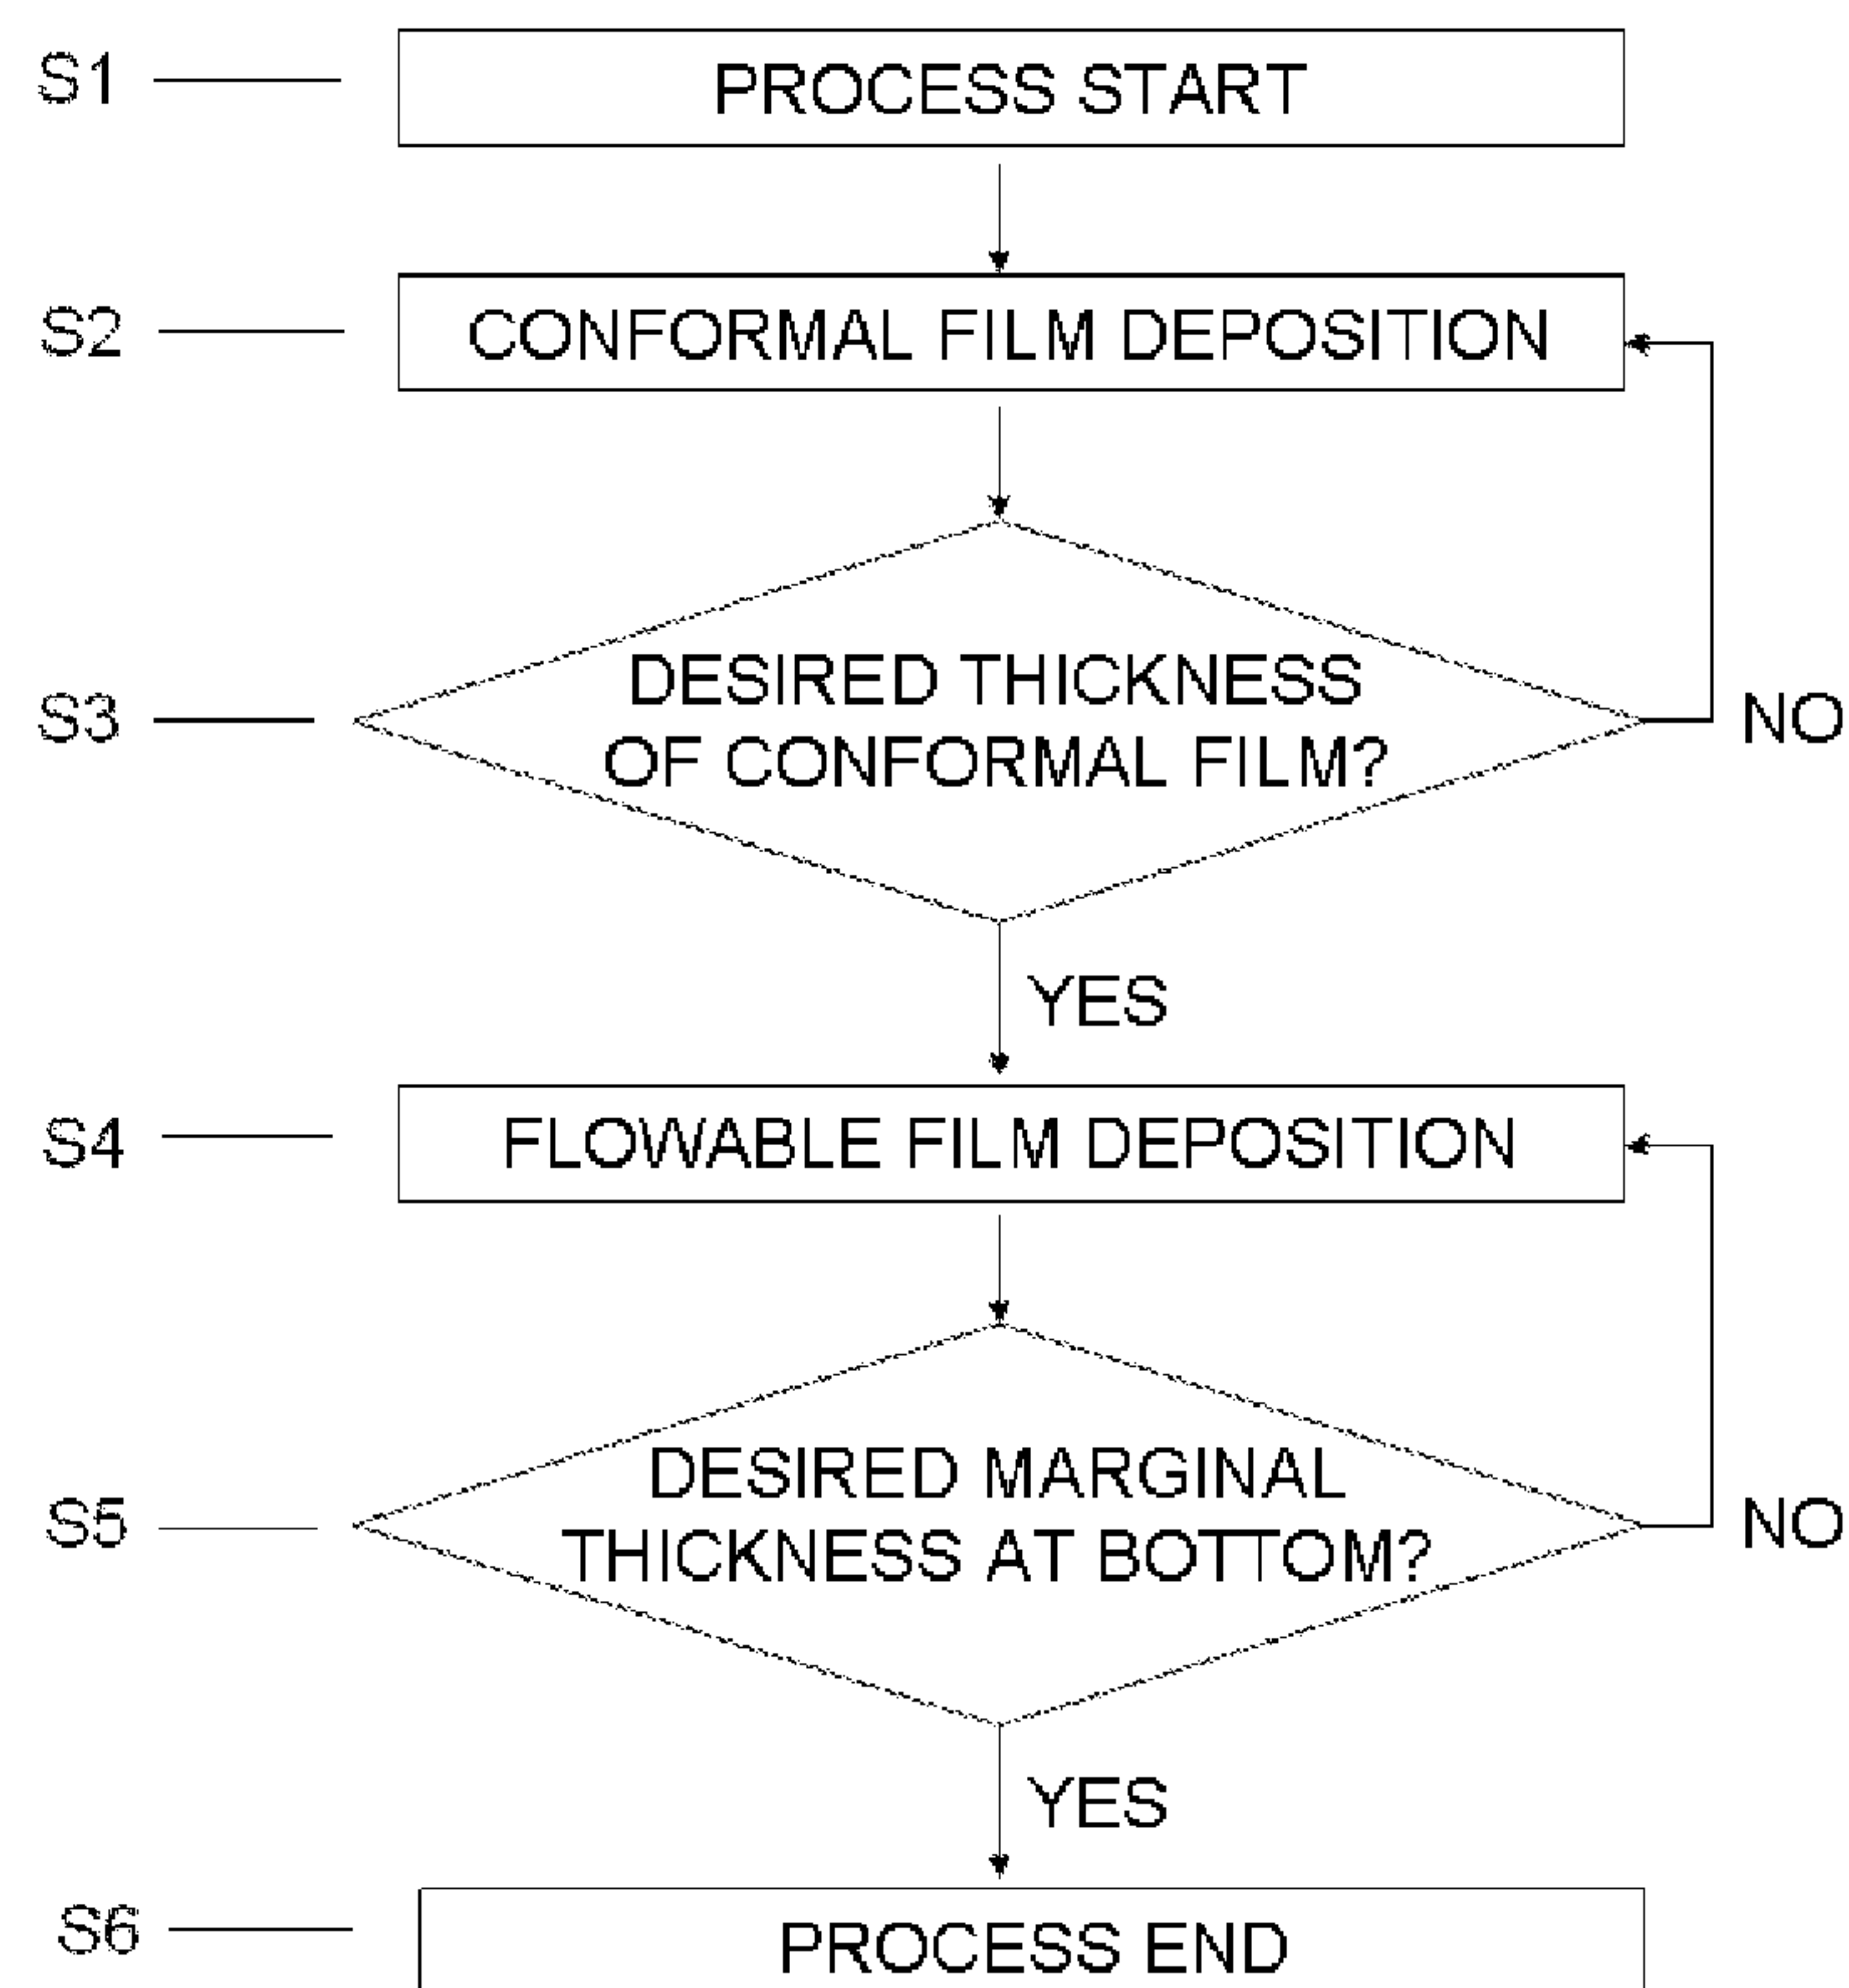 S1
PROCESS START
S2
CONFORMAL FILM DEPOSITION
S3
DESIRED THICKNESS
OF CONFORMAL FILM?
NO
YES
S4
FLOWABLE FILM DEPOSITION
S5
DESIRED MARGINAL
THICKNESS AT BOTTOM?
NO
YES
S6
PROCESS END